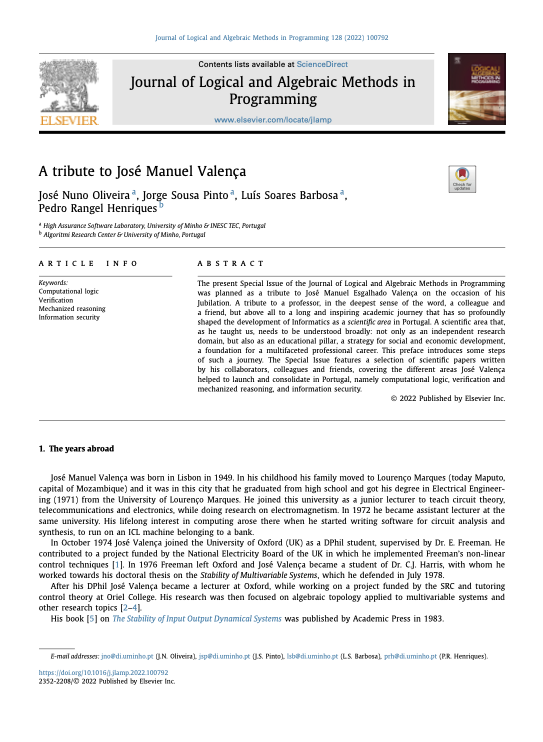 Journal of Logical and Algebraic Methods in Programming 128 (2022) 100792
Contents lists available at ScienceDirect
Journal of Logical and Algebraic Methods in
Programming
www.elsevier.com/locate/jlamp
ELSEVIER
A tribute to José Manuel Valença
Check for
updates
José Nuno Oliveira a, Jorge Sousa Pinto a, Luís Soares Barbosa a,
Pedro Rangel Henriques b
a High Assurance Software Laboratory, University of Minho & INESC TEC, Portugal
b Algoritmi Research Center & University of Minho, Portugal
ARTICLE INFO
Keywords:
Computational logic
Verification
Mechanized reasoning
Information security
ABSTRACT
The present Special Issue of the Journal of Logical and Algebraic Methods in Programming
was planned as a tribute to José Manuel Esgalhado Valença on the occasion of his
Jubilation. A tribute to a professor, in the deepest sense of the word, a colleague and
a friend, but above all to a long and inspiring academic journey that has so profoundly
shaped the development of Informatics as a scientific area in Portugal. A scientific area that,
as he taught us, needs to be understood broadly: not only as an independent research
domain, but also as an educational pillar, a strategy for social and economic development,
a foundation for a multifaceted professional career. This preface introduces some steps
of such a journey. The Special Issue features a selection of scientific papers written
by his collaborators, colleagues and friends, covering the different areas José Valença
helped to launch and consolidate in Portugal, namely computational logic, verification and
mechanized reasoning, and information security.
© 2022 Published by Elsevier Inc.
1. The years abroad
José Manuel Valença was born in Lisbon in 1949. In his childhood his family moved to Lourenço Marques (today Maputo,
capital of Mozambique) and it was in this city that he graduated from high school and got his degree in Electrical Engineer-
ing (1971) from the University of Lourenço Marques. He joined this university as a junior lecturer to teach circuit theory,
telecommunications and electronics, while doing research on electromagnetism. In 1972 he became assistant lecturer at the
same university. His lifelong interest in computing arose there when he started writing software for circuit analysis and
synthesis, to run on an ICL machine belonging to a bank.
In October 1974 José Valença joined the University of Oxford (UK) as a DPhil student, supervised by Dr. E. Freeman. He
contributed to a project funded by the National Electricity Board of the UK in which he implemented Freeman's non-linear
control techniques [1]. In 1976 Freeman left Oxford and José Valença became a student of Dr. C.J. Harris, with whom he
worked towards his doctoral thesis on the Stability of Multivariable Systems, which he defended in July 1978.
After his DPhil José Valença became a lecturer at Oxford, while working on a project funded by the SRC and tutoring
control theory at Oriel College. His research was then focused on algebraic topology applied to multivariable systems and
other research topics [2–4].
His book [5] on The Stability of Input Output Dynamical Systems was published by Academic Press in 1983.
E-mail addresses: jno@di.uminho.pt (J.N. Oliveira), jsp@di.uminho.pt (J.S. Pinto), lsb@di.uminho.pt (L.S. Barbosa), prh@di.uminho.pt (P.R. Henriques).
https://doi.org/10.1016/j.jlamp.2022.100792
2352-2208/© 2022 Published by Elsevier Inc.